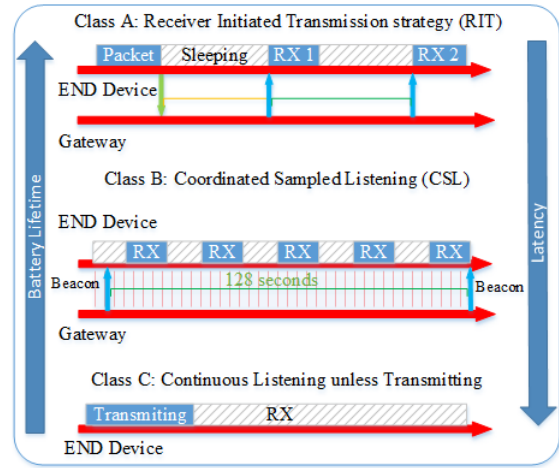 Class A: Receiver Initiated Transmission strategy (RIT)
Packet Sleeping RX 1 RX 2
END Device
Gateway
Class B: Coordinated Sampled Listening (CSL)
END Device
RX RX RX RX RX
Beacon 128 seconds Beacon
Gateway
Class C: Continuous Listening unless Transmitting
Transmiting RX
END Device
Battery Lifetime
Latency